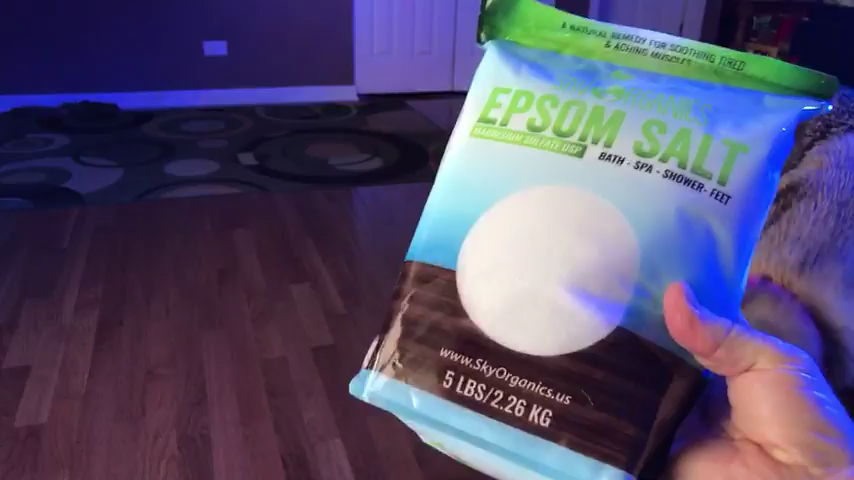 A NATURAL REMEDY FOR SOOTHING TIRED
& ACHING MUSCLES
EPSOM SALT
MAGNESIUM SULFATE USP
BATH - SPA - SHOWER - FEET
www.SkyOrganics.us
5 LBS/2.26 KG